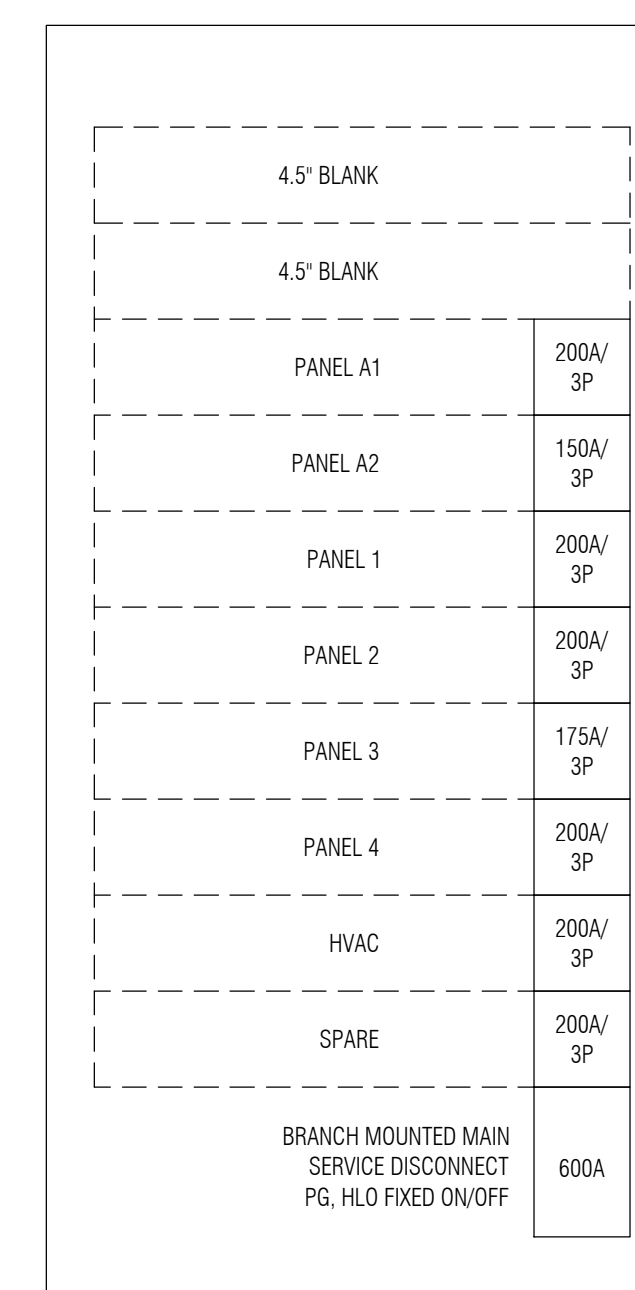 4.5" BLANK
4.5" BLANK
PANEL A1
200A/
3P
PANEL A2
150A/
3P
PANEL 1
200A/
3P
PANEL 2
200A/
3P
PANEL 3
175A/
3P
PANEL 4
200A/
3P
HVAC
200A/
3P
SPARE
200A/
3P
BRANCH MOUNTED MAIN
SERVICE DISCONNECT
PG, HLO FIXED ON/OFF
600A